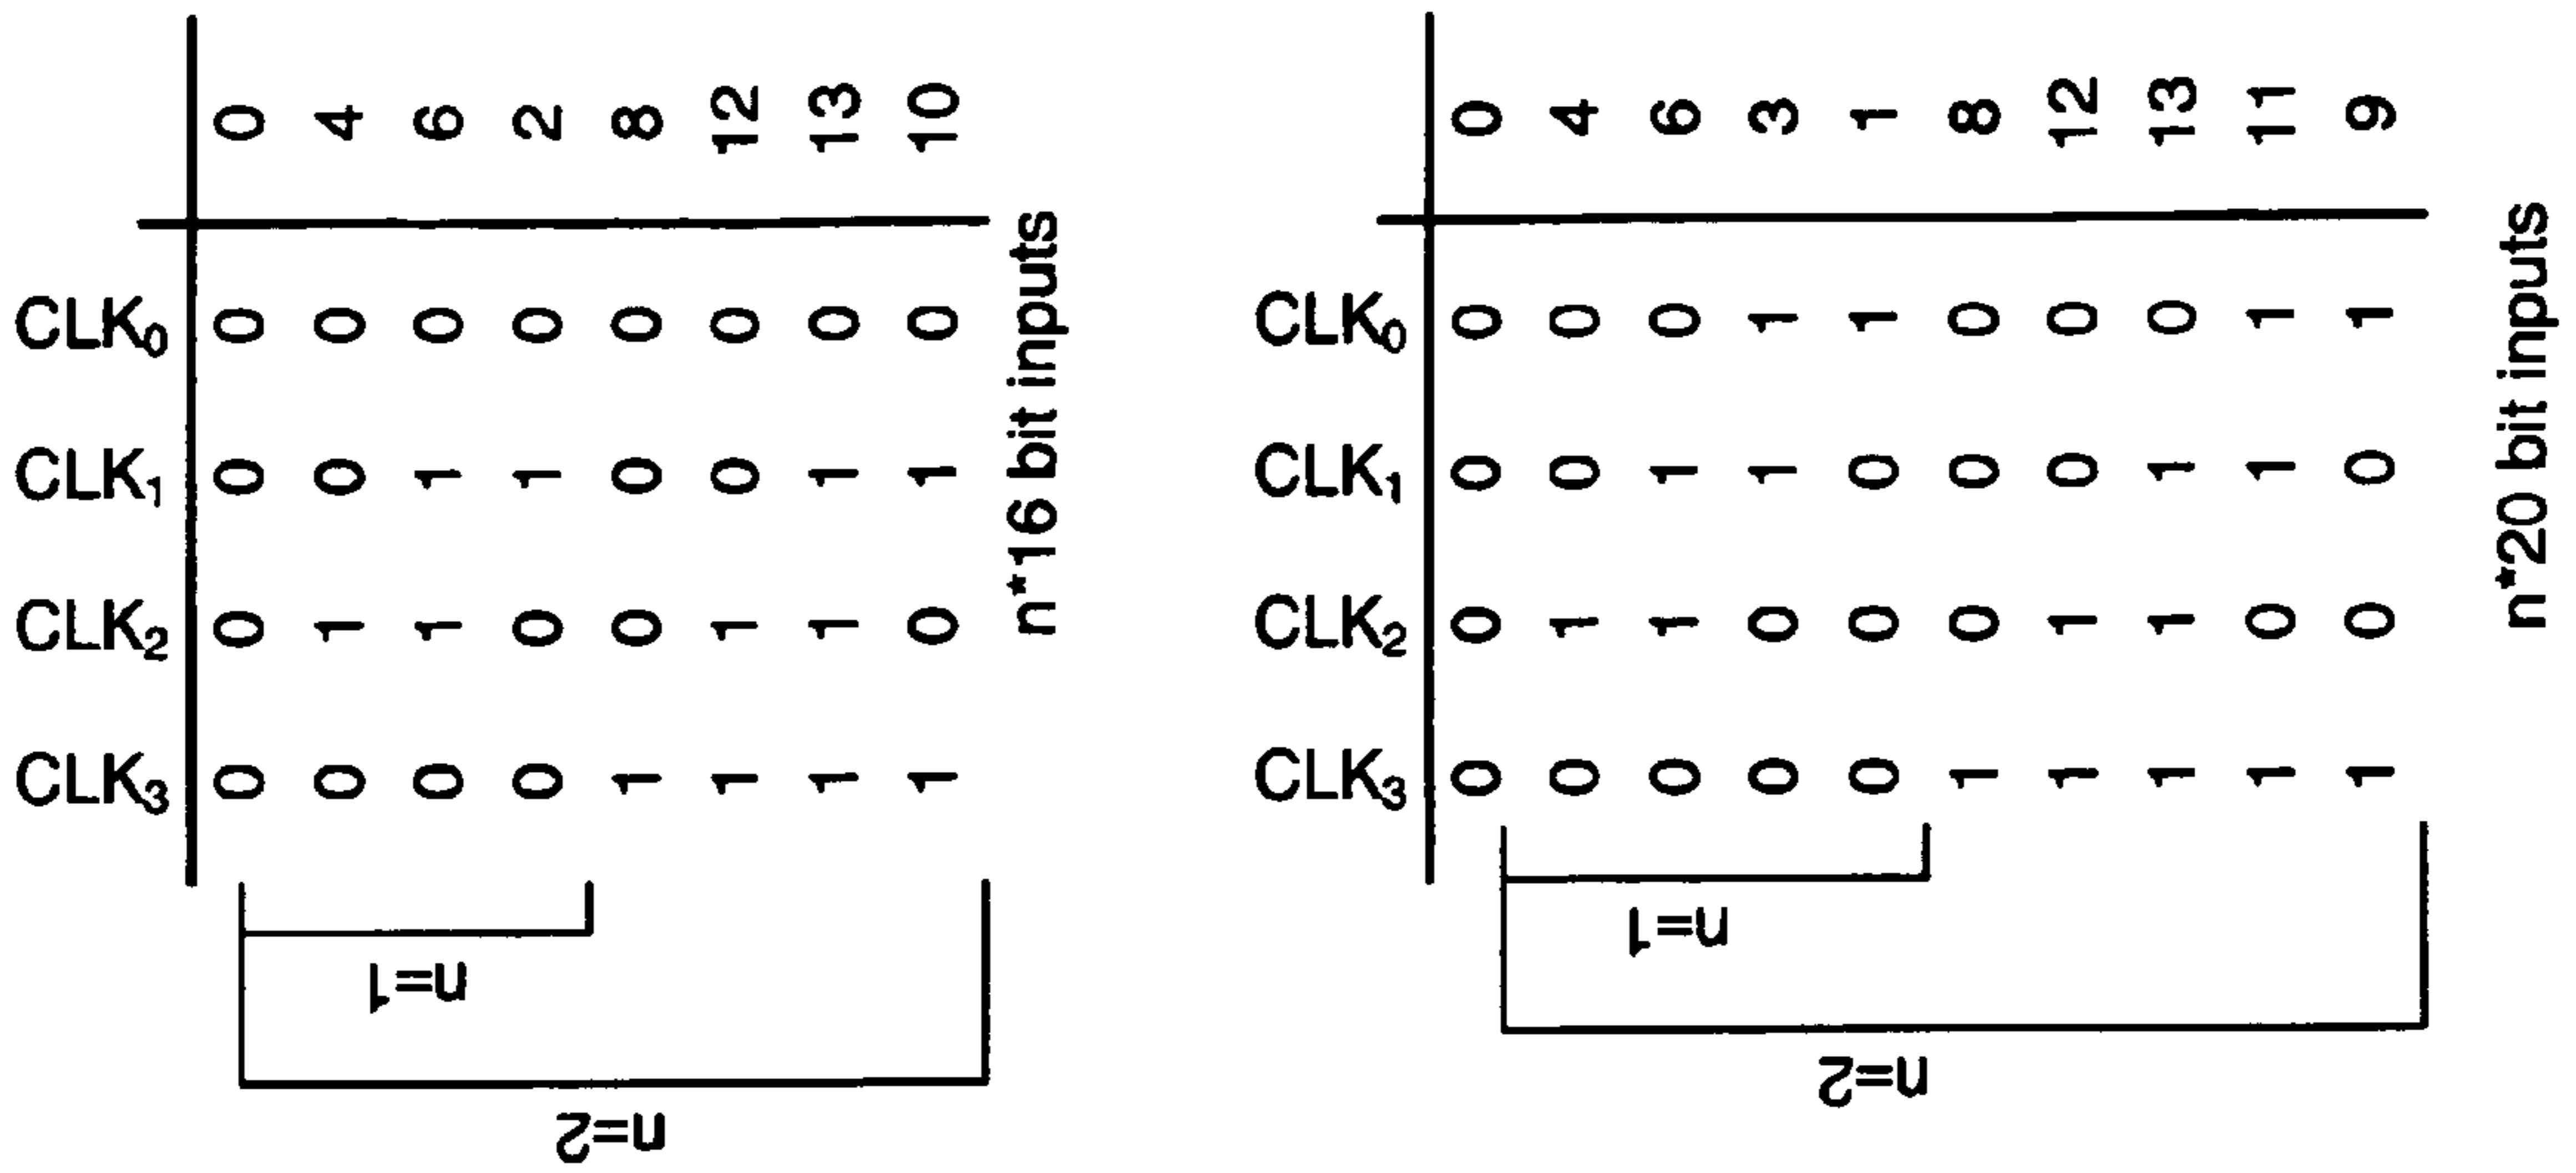 CLK3 CLK2 CLK1 CLK0
0 0 0 0 0
0 1 0 0 4
0 1 1 0 6
0 0 1 0 2
1 0 0 0 8
1 1 0 0 12
1 1 1 0 13
1 0 1 0 10
n=1
n=2
n*16 bit inputs
CLK3 CLK2 CLK1 CLK0
0 0 0 0 0
0 1 0 0 4
0 1 1 0 6
0 0 1 1 3
0 0 0 1 1
1 0 0 0 8
1 1 0 0 12
1 1 1 0 13
1 0 1 1 11
1 0 0 1 9
n=1
n=2
n*20 bit inputs